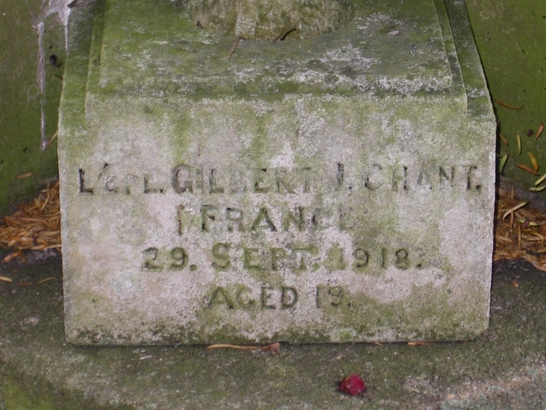 L/CPL. GILBERT J. CHANT.
FRANCE
29. SEPT. 1918.
AGED 19.